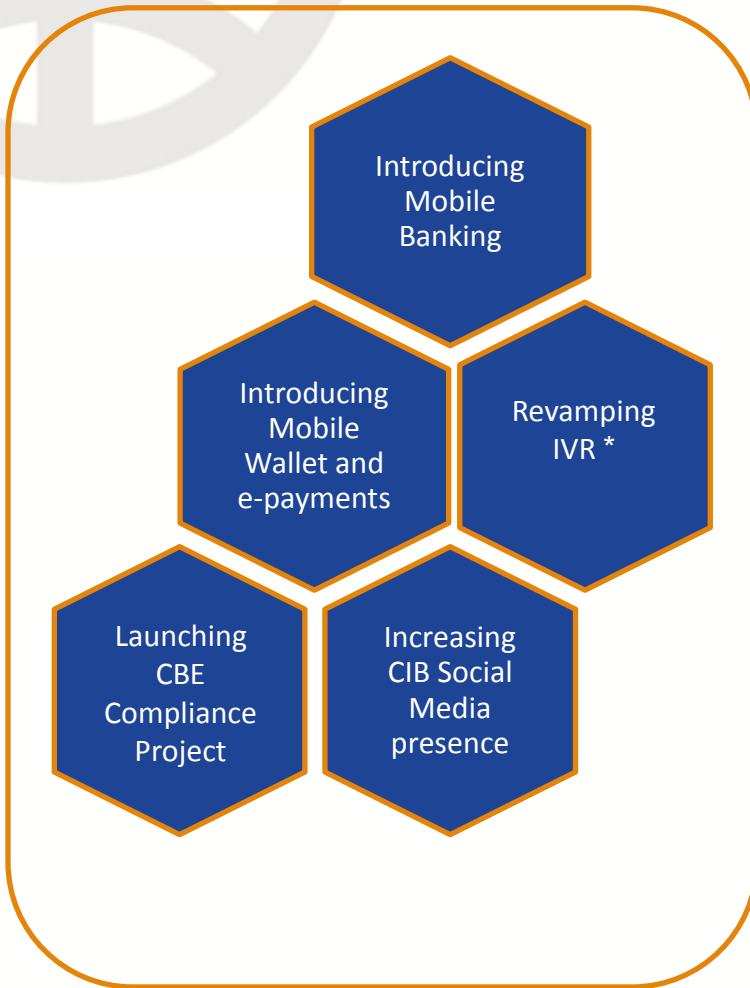 Introducing
Mobile
Banking
Introducing
Mobile
Wallet and
e-payments
Revamping
IVR *
Launching
CBE
Compliance
Project
Increasing
CIB Social
Media
presence